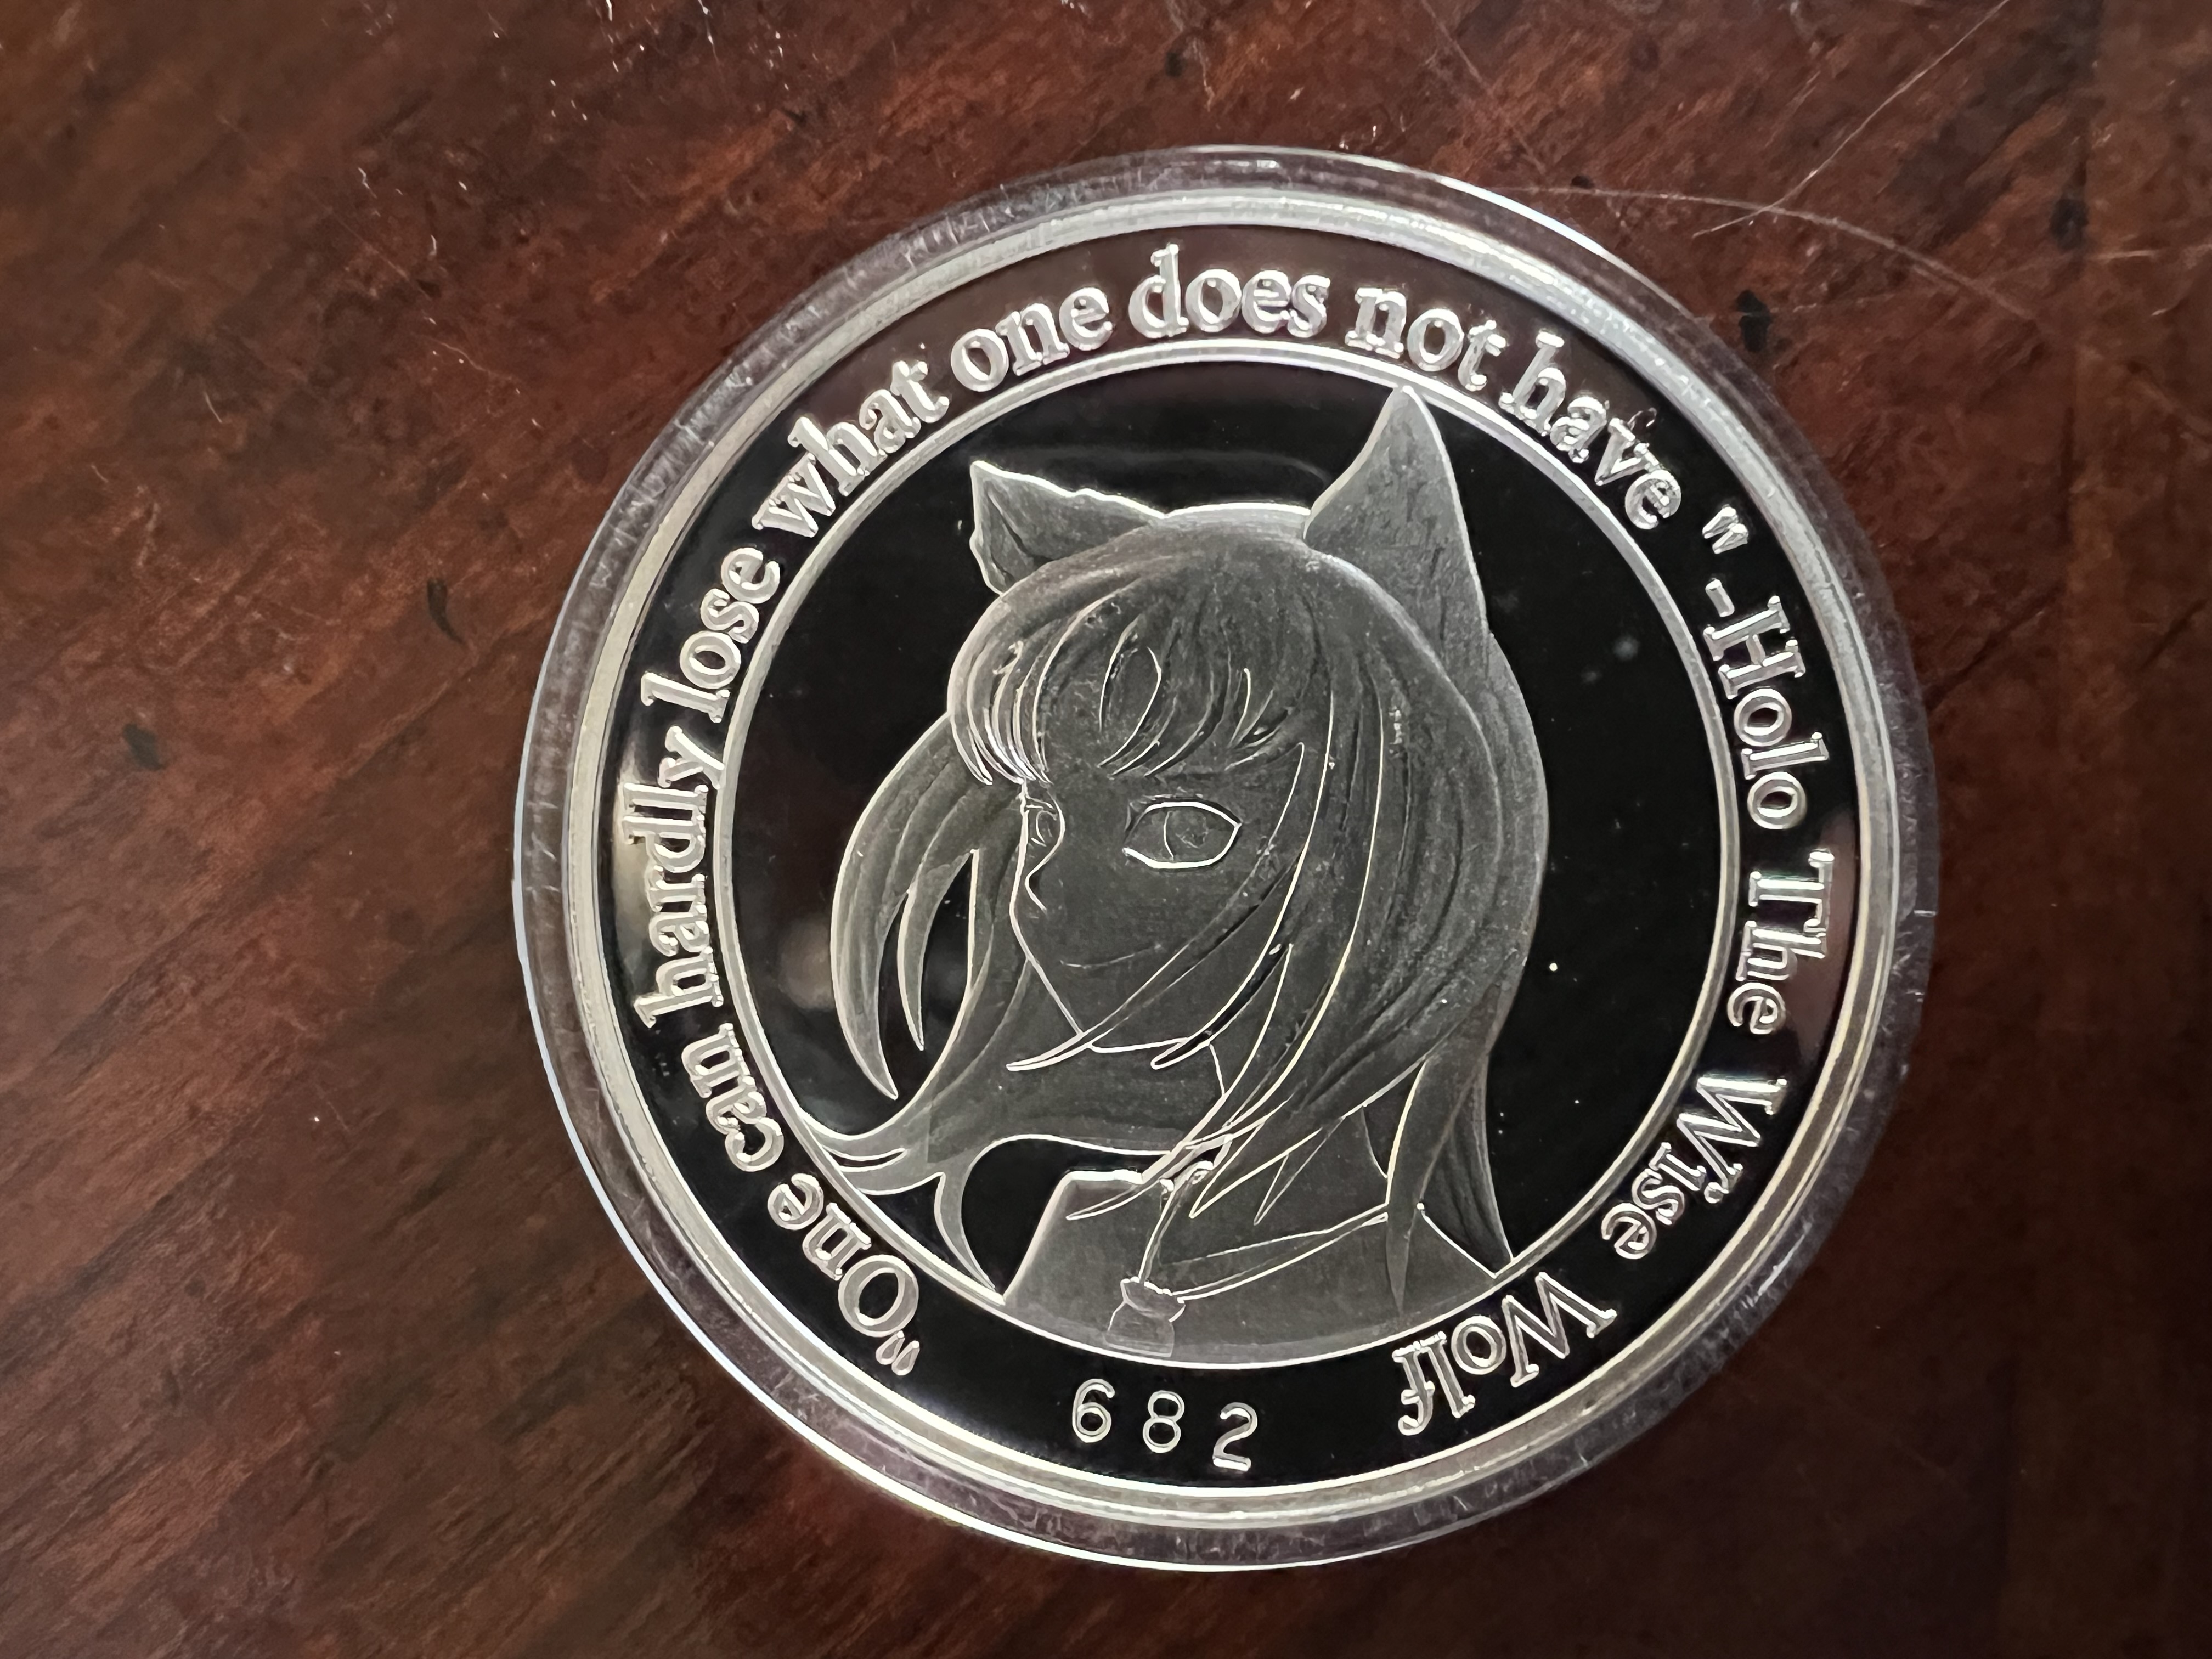 "One can hardly lose what one does not have " -Holo The Wise Wolf
682